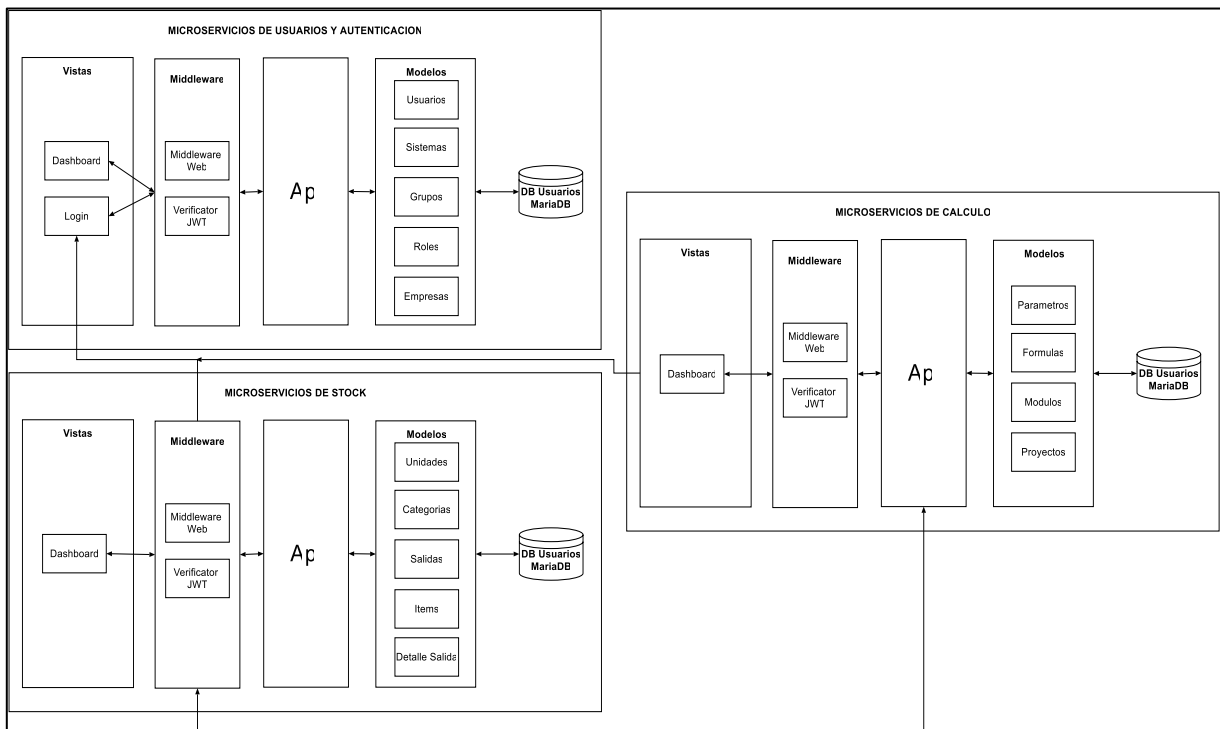 MICROSERVICIOS DE USUARIOS Y AUTENTICACION
Vistas
Dashboard
Login
Middleware
Middleware
Web
Verificator
JWT
Ap
Modelos
Usuarios
Sistemas
Grupos
Roles
Empresas
DB Usuarios
MariaDB
MICROSERVICIOS DE STOCK
Vistas
Dashboard
Middleware
Middleware
Web
Verificator
JWT
Ap
Modelos
Unidades
Categorias
Salidas
Items
Detalle Salida
DB Usuarios
MariaDB
MICROSERVICIOS DE CALCULO
Vistas
Dashboard
Middleware
Middleware
Web
Verificator
JWT
Ap
Modelos
Parametros
Formulas
Modulos
Proyectos
DB Usuarios
MariaDB